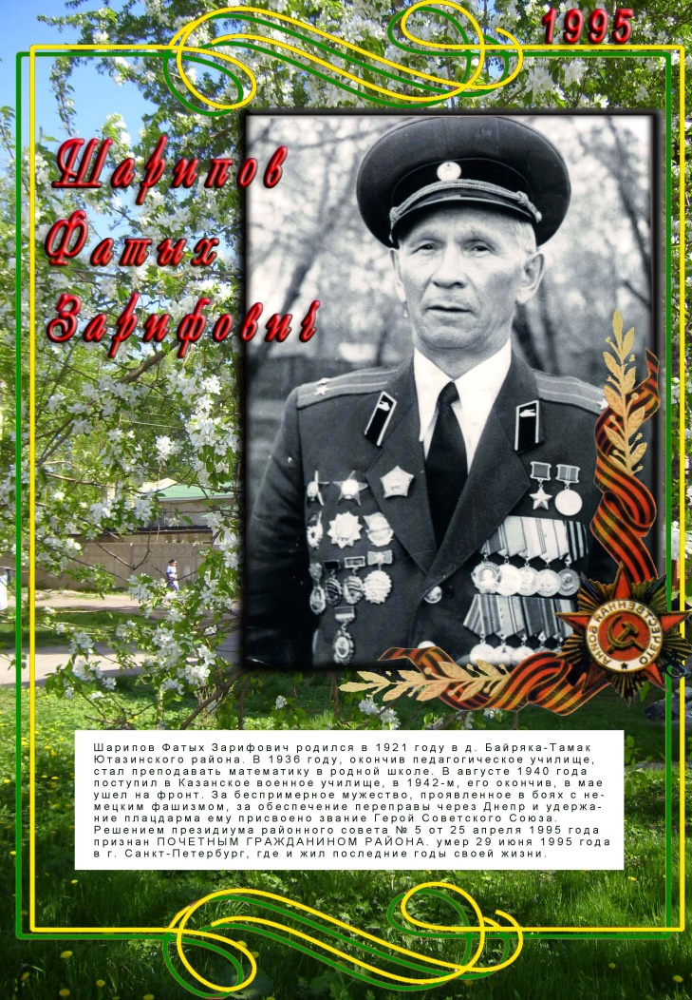 1995
Шарипов
Фатых
Зарифович
ОТЕЧЕСТВЕННАЯ ВОЙНА
Шарипов Фатых Зарифович родился в 1921 году в д. Байряка-Тамак
Ютазинского района. В 1936 году, окончив педагогическое училище,
стал преподавать математику в родной школе. В августе 1940 года
поступил в Казанское военное училище, в 1942-м, его окончив, в мае
ушел на фронт. За беспримерное мужество, проявленное в боях с не-
мецким фашизмом, за обеспечение переправы через Днепр и удержа-
ние плацдарма ему присвоено звание Герой Советского Союза.
Решением президиума районного совета № 5 от 25 апреля 1995 года
признан ПОЧЕТНЫМ ГРАЖДАНИНОМ РАЙОНА. умер 29 июня 1995 года
в г. Санкт-Петербург, где и жил последние годы своей жизни.